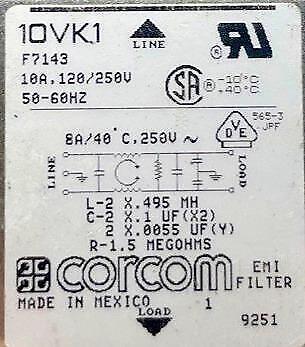 10VK1
LINE
F7143
10A,120/250V
50-60HZ
-10°C
+40°C
565-3
JPF
VDE
8A/40°C,250V~
LINE
LOAD
L-2 X.495 MH
C-2 X.1 UF(X2)
2 X.0055 UF(Y)
R-1.5 MEGOHMS
corcom
EMI
FILTER
MADE IN MEXICO 1
LOAD
9251